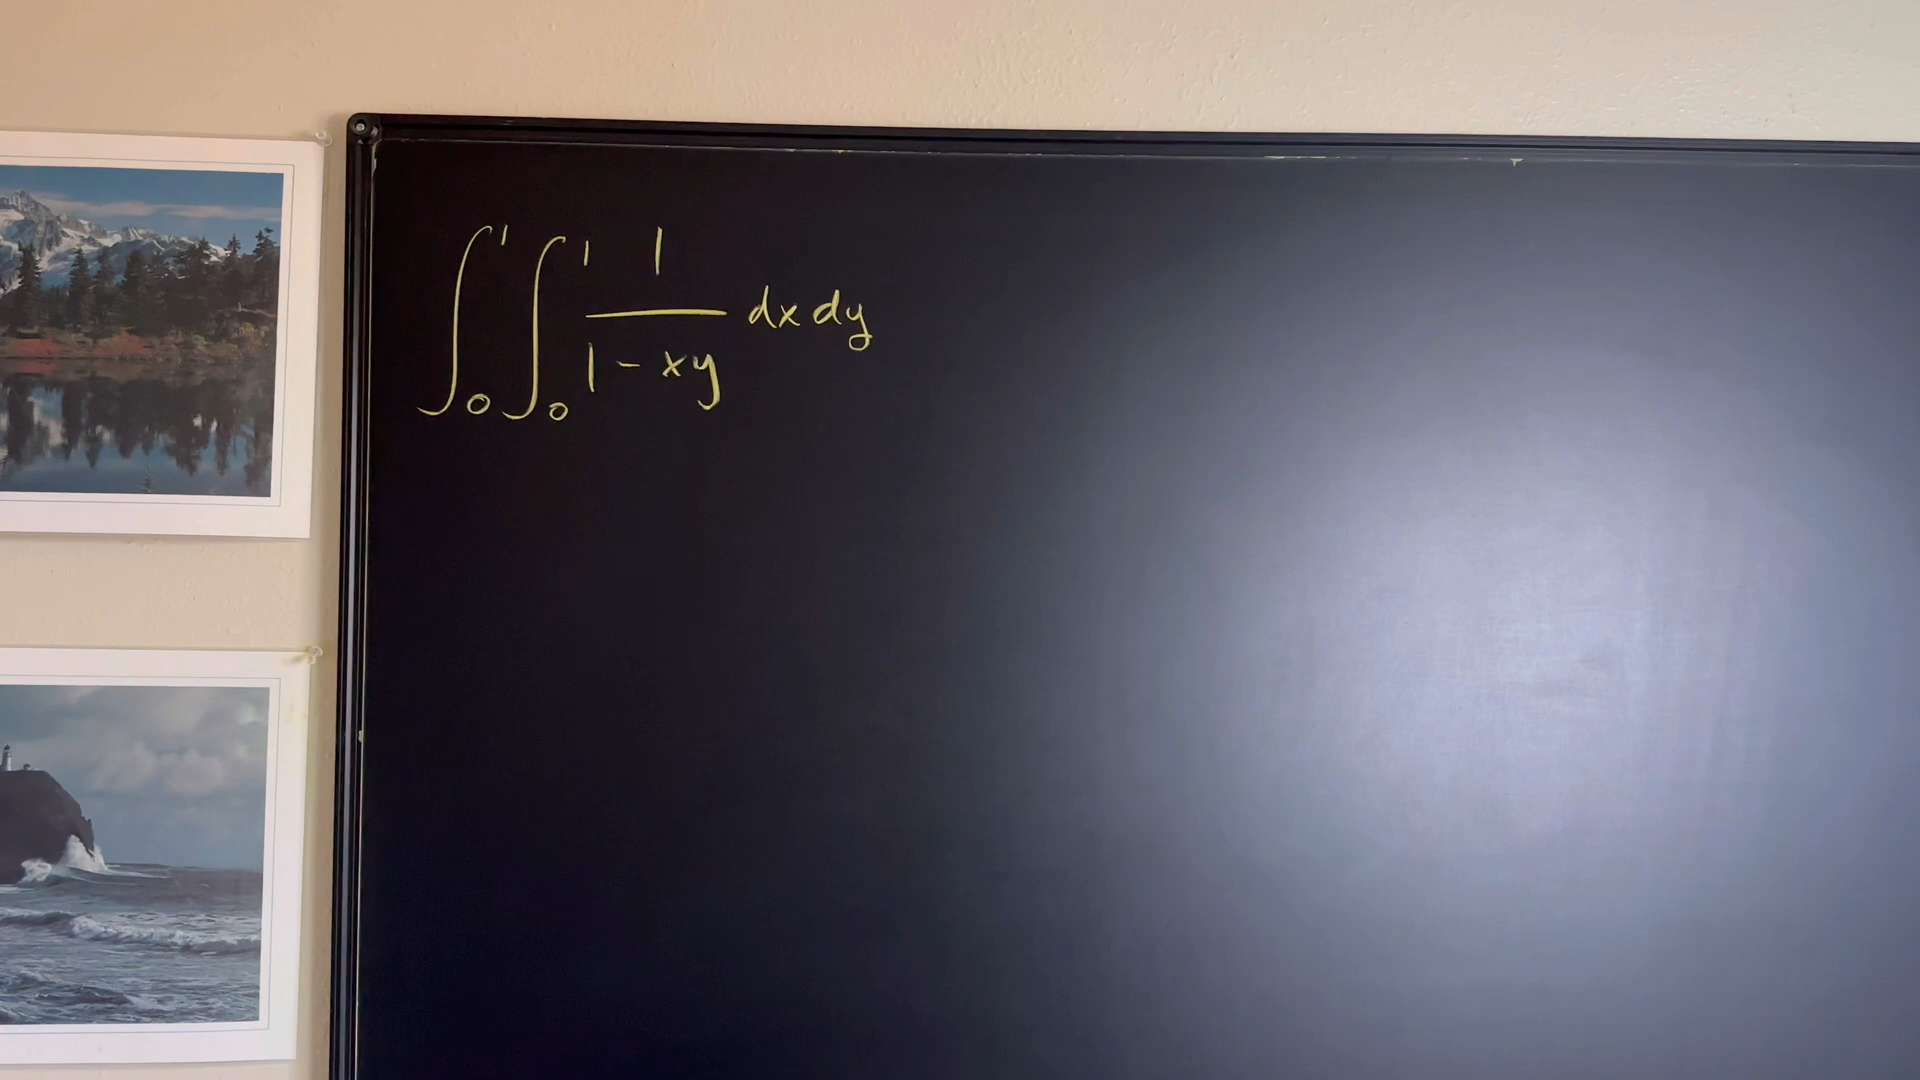 ∫₀¹ ∫₀¹ 1/(1-xy) dx dy